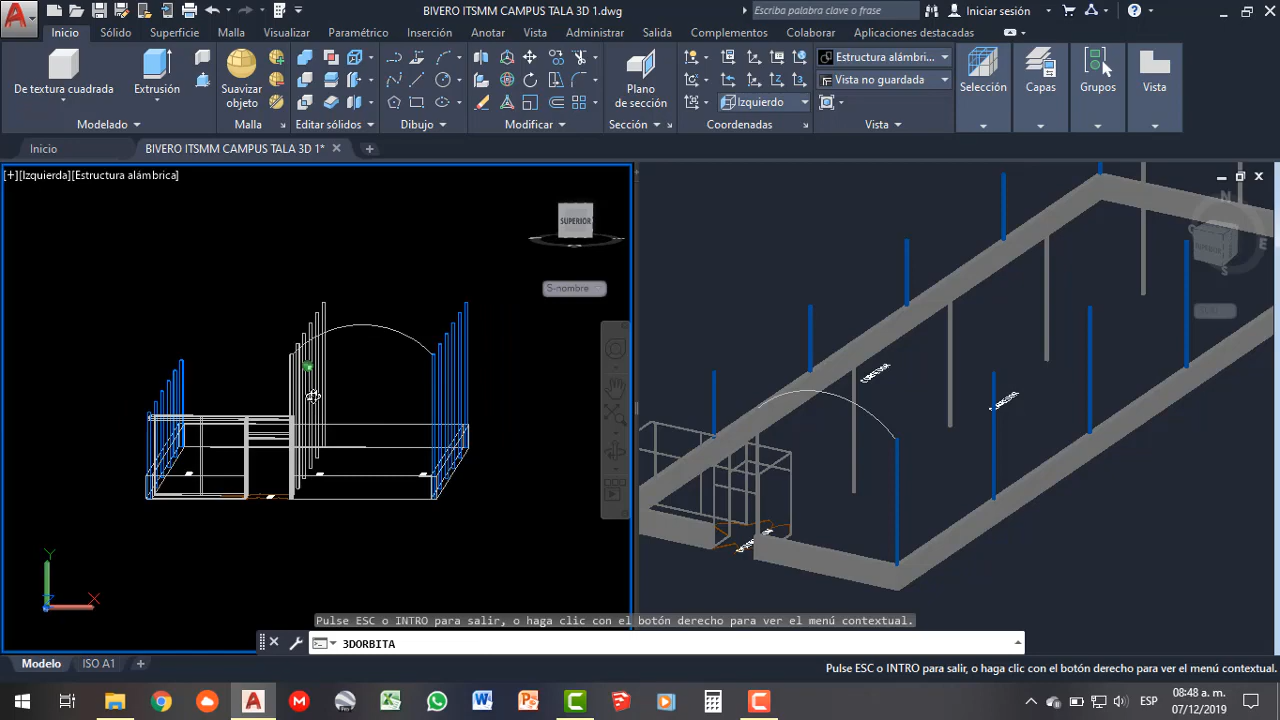 BIVERO ITSMM CAMPUS TALA 3D 1.dwg
Escriba palabra clave o frase
Iniciar sesión
Inicio Sólido Superficie Malla Visualizar Paramétrico Inserción Anotar Vista Administrar Salida Complementos Colaborar Aplicaciones destacadas
De textura cuadrada
Extrusión
Suavizar objeto
Plano de sección
Izquierdo
Estructura alámbri...
Vista no guardada
Selección
Capas
Grupos
Vista
Modelado
Malla
Editar sólidos
Dibujo
Modificar
Sección
Coordenadas
Vista
Inicio
BIVERO ITSMM CAMPUS TALA 3D 1*
[+][Izquierda][Estructura alámbrica]
SUPERIOR
S-nombre
Y
X
N
E
S
Pulse ESC o INTRO para salir, o haga clic con el botón derecho para ver el menú contextual.
3DORBITA
Modelo
ISO A1
Pulse ESC o INTRO para salir, o haga clic con el botón derecho para ver el menú contextual.
ESP
08:48 a. m.
07/12/2019